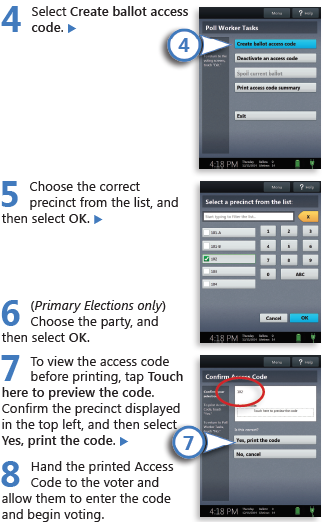 4 Select Create ballot access
code. ▶
Menu ? Help
Poll Worker Tasks
4
Create ballot access code
Deactivate an access code
Spoil current ballot
Print access code summary
Exit
4:18 PM
5 Choose the correct
precinct from the list, and
then select OK. ▶
Menu ? Help
Select a precinct from the list:
Start typing to filter the list.
X
101 A
101 B
102
103
104
1 2 3
4 5 6
7 8 9
0 ABC
Cancel OK
4:18 PM
6 (Primary Elections only)
Choose the party, and
then select OK.
7 To view the access code
before printing, tap Touch
here to preview the code.
Confirm the precinct displayed
in the top left, and then select
Yes, print the code. ▶
Menu ? Help
Confirm Access Code
102
Touch here to preview the code
Is this correct?
7
Yes, print the code
No, cancel
4:18 PM
8 Hand the printed Access
Code to the voter and
allow them to enter the code
and begin voting.